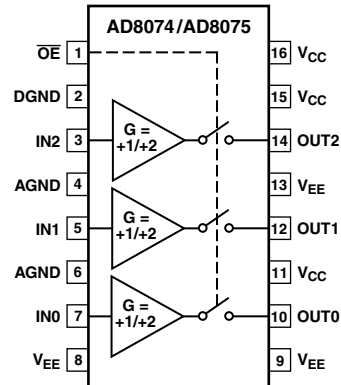 AD8074/AD8075
OE 1 16 VCC
DGND 2 15 VCC
IN2 3 G = +1/+2 14 OUT2
AGND 4 13 VEE
IN1 5 G = +1/+2 12 OUT1
AGND 6 11 VCC
IN0 7 G = +1/+2 10 OUT0
VEE 8 9 VEE